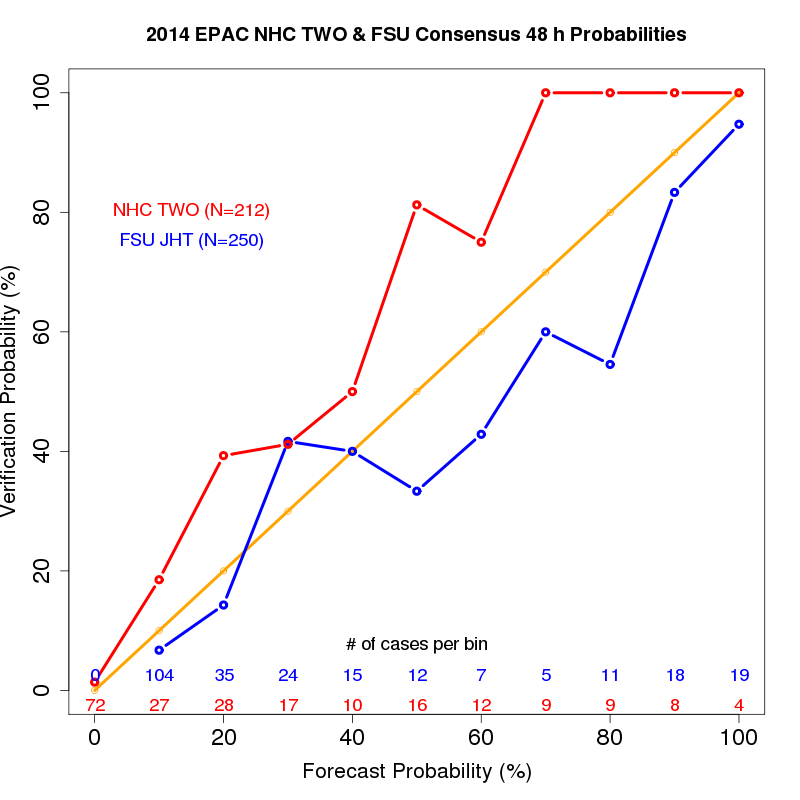 2014 EPAC NHC TWO & FSU Consensus 48 h Probabilities
Verification Probability (%)
100
80
60
40
20
0
NHC TWO (N=212)
FSU JHT (N=250)
# of cases per bin
0 104 35 24 15 12 7 5 11 18 19
72 27 28 17 10 16 12 9 9 8 4
0 20 40 60 80 100
Forecast Probability (%)